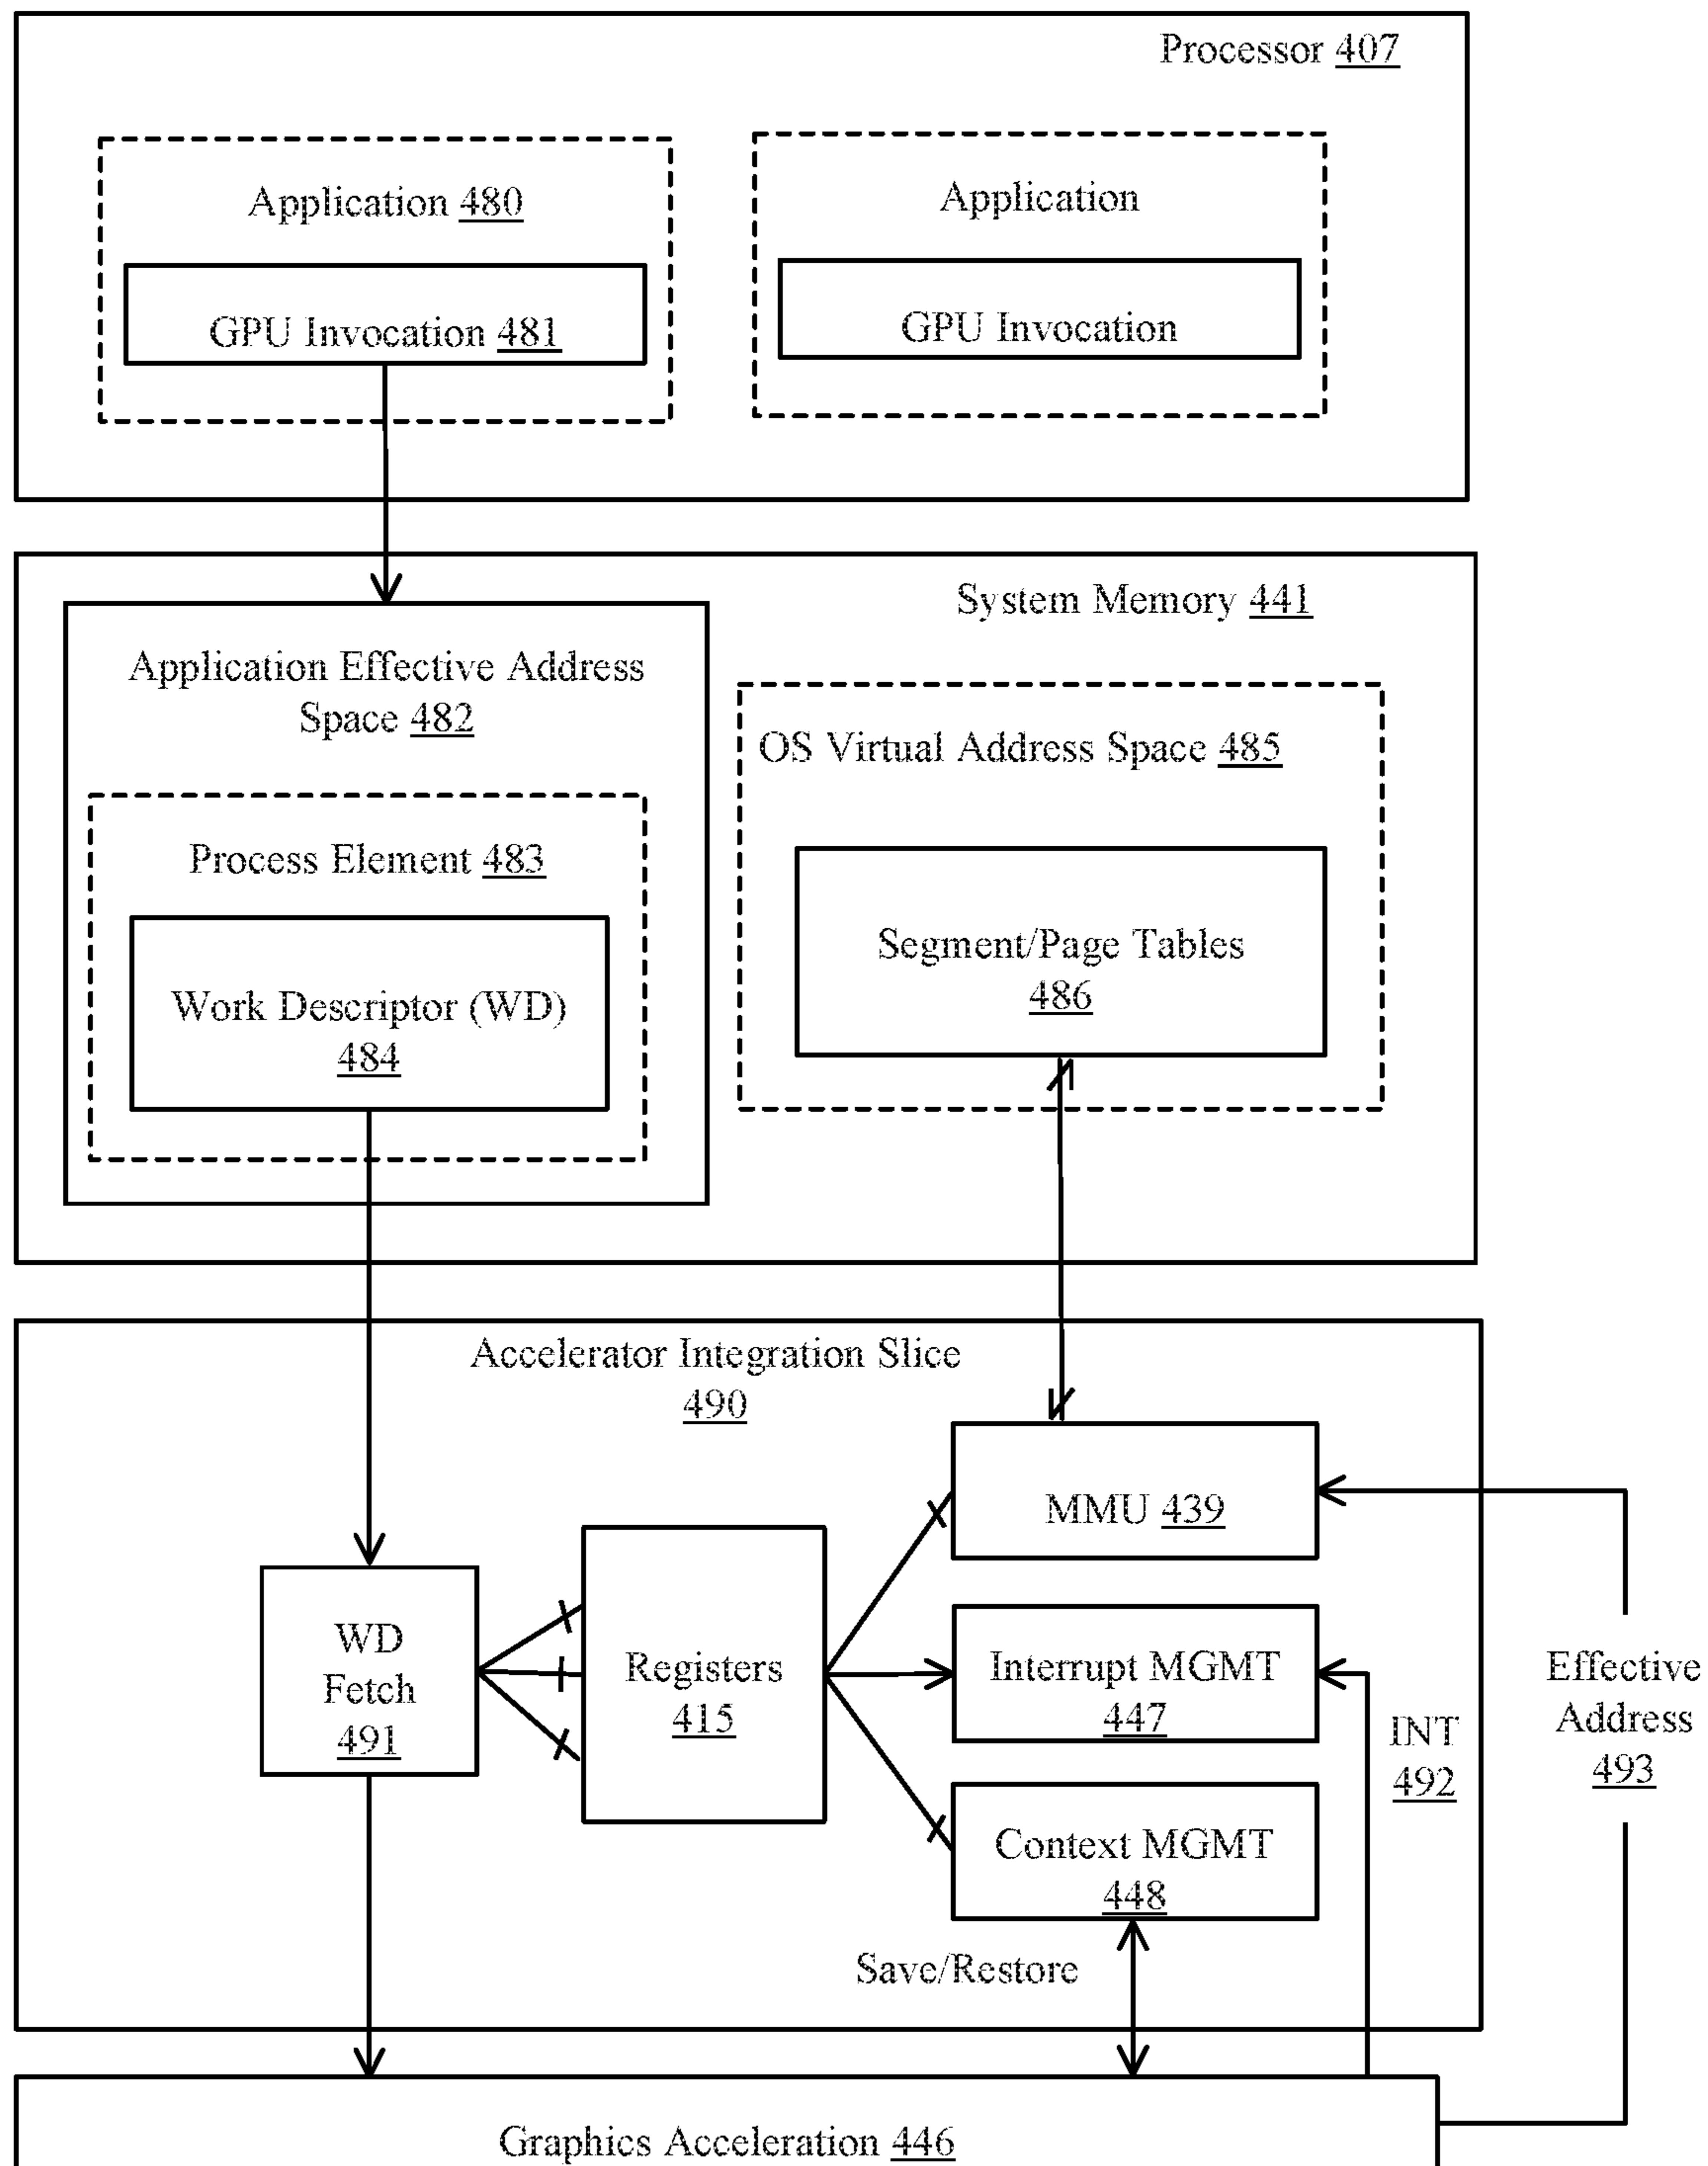 Processor 407
Application 480
Application
GPU Invocation 481
GPU Invocation
System Memory 441
Application Effective Address
Space 482
OS Virtual Address Space 485
Process Element 483
Segment/Page Tables
486
Work Descriptor (WD)
484
Accelerator Integration Slice
490
MMU 439
WD
Fetch
491
Registers
415
Interrupt MGMT
447
Effective
Address
493
INT
492
Context MGMT
448
Save/Restore
Graphics Acceleration 446